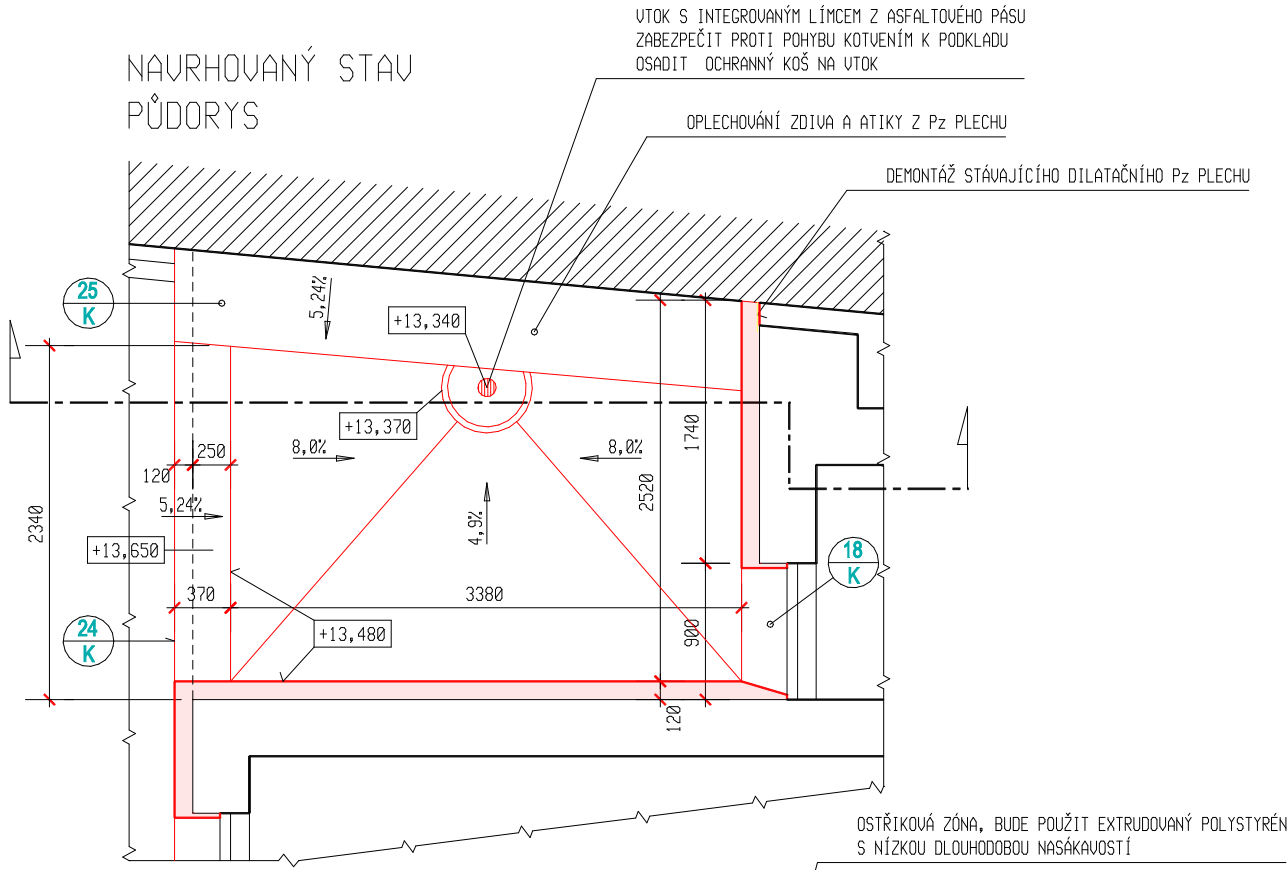 VTOK S INTEGROVANÝM LÍMCEM Z ASFALTOVÉHO PÁSU
ZABEZPEČIT PROTI POHYBU KOTVENÍM K PODKLADU
OSADIT OCHRANNÝ KOŠ NA VTOK
NAVRHOVANÝ STAV
PŮDORYS
OPLECHOVÁNÍ ZDIVA A ATIKY Z Pz PLECHU
DEMONTÁŽ STÁVAJÍCÍHO DILATAČNÍHO Pz PLECHU
25
K
5,24%
+13,340
+13,370
1740
250
8,0%
8,0%
120
2520
5,24%
4,9%
2340
+13,650
18
K
370
3380
24
K
+13,480
900
120
OSTŘIKOVÁ ZÓNA, BUDE POUŽIT EXTRUDOVANÝ POLYSTYRÉN
S NÍZKOU DLOUHODOBOU NASÁKAVOSTÍ